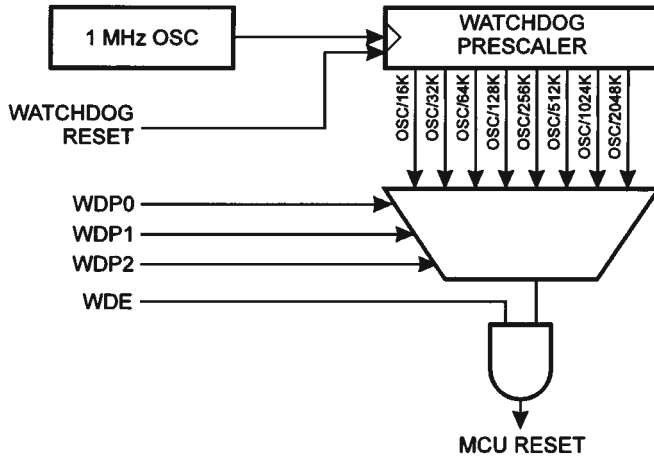 1 MHz OSC
WATCHDOG
PRESCALER
WATCHDOG
RESET
OSC/16K
OSC/32K
OSC/64K
OSC/128K
OSC/256K
OSC/512K
OSC/1024K
OSC/2048K
WDP0
WDP1
WDP2
WDE
MCU RESET